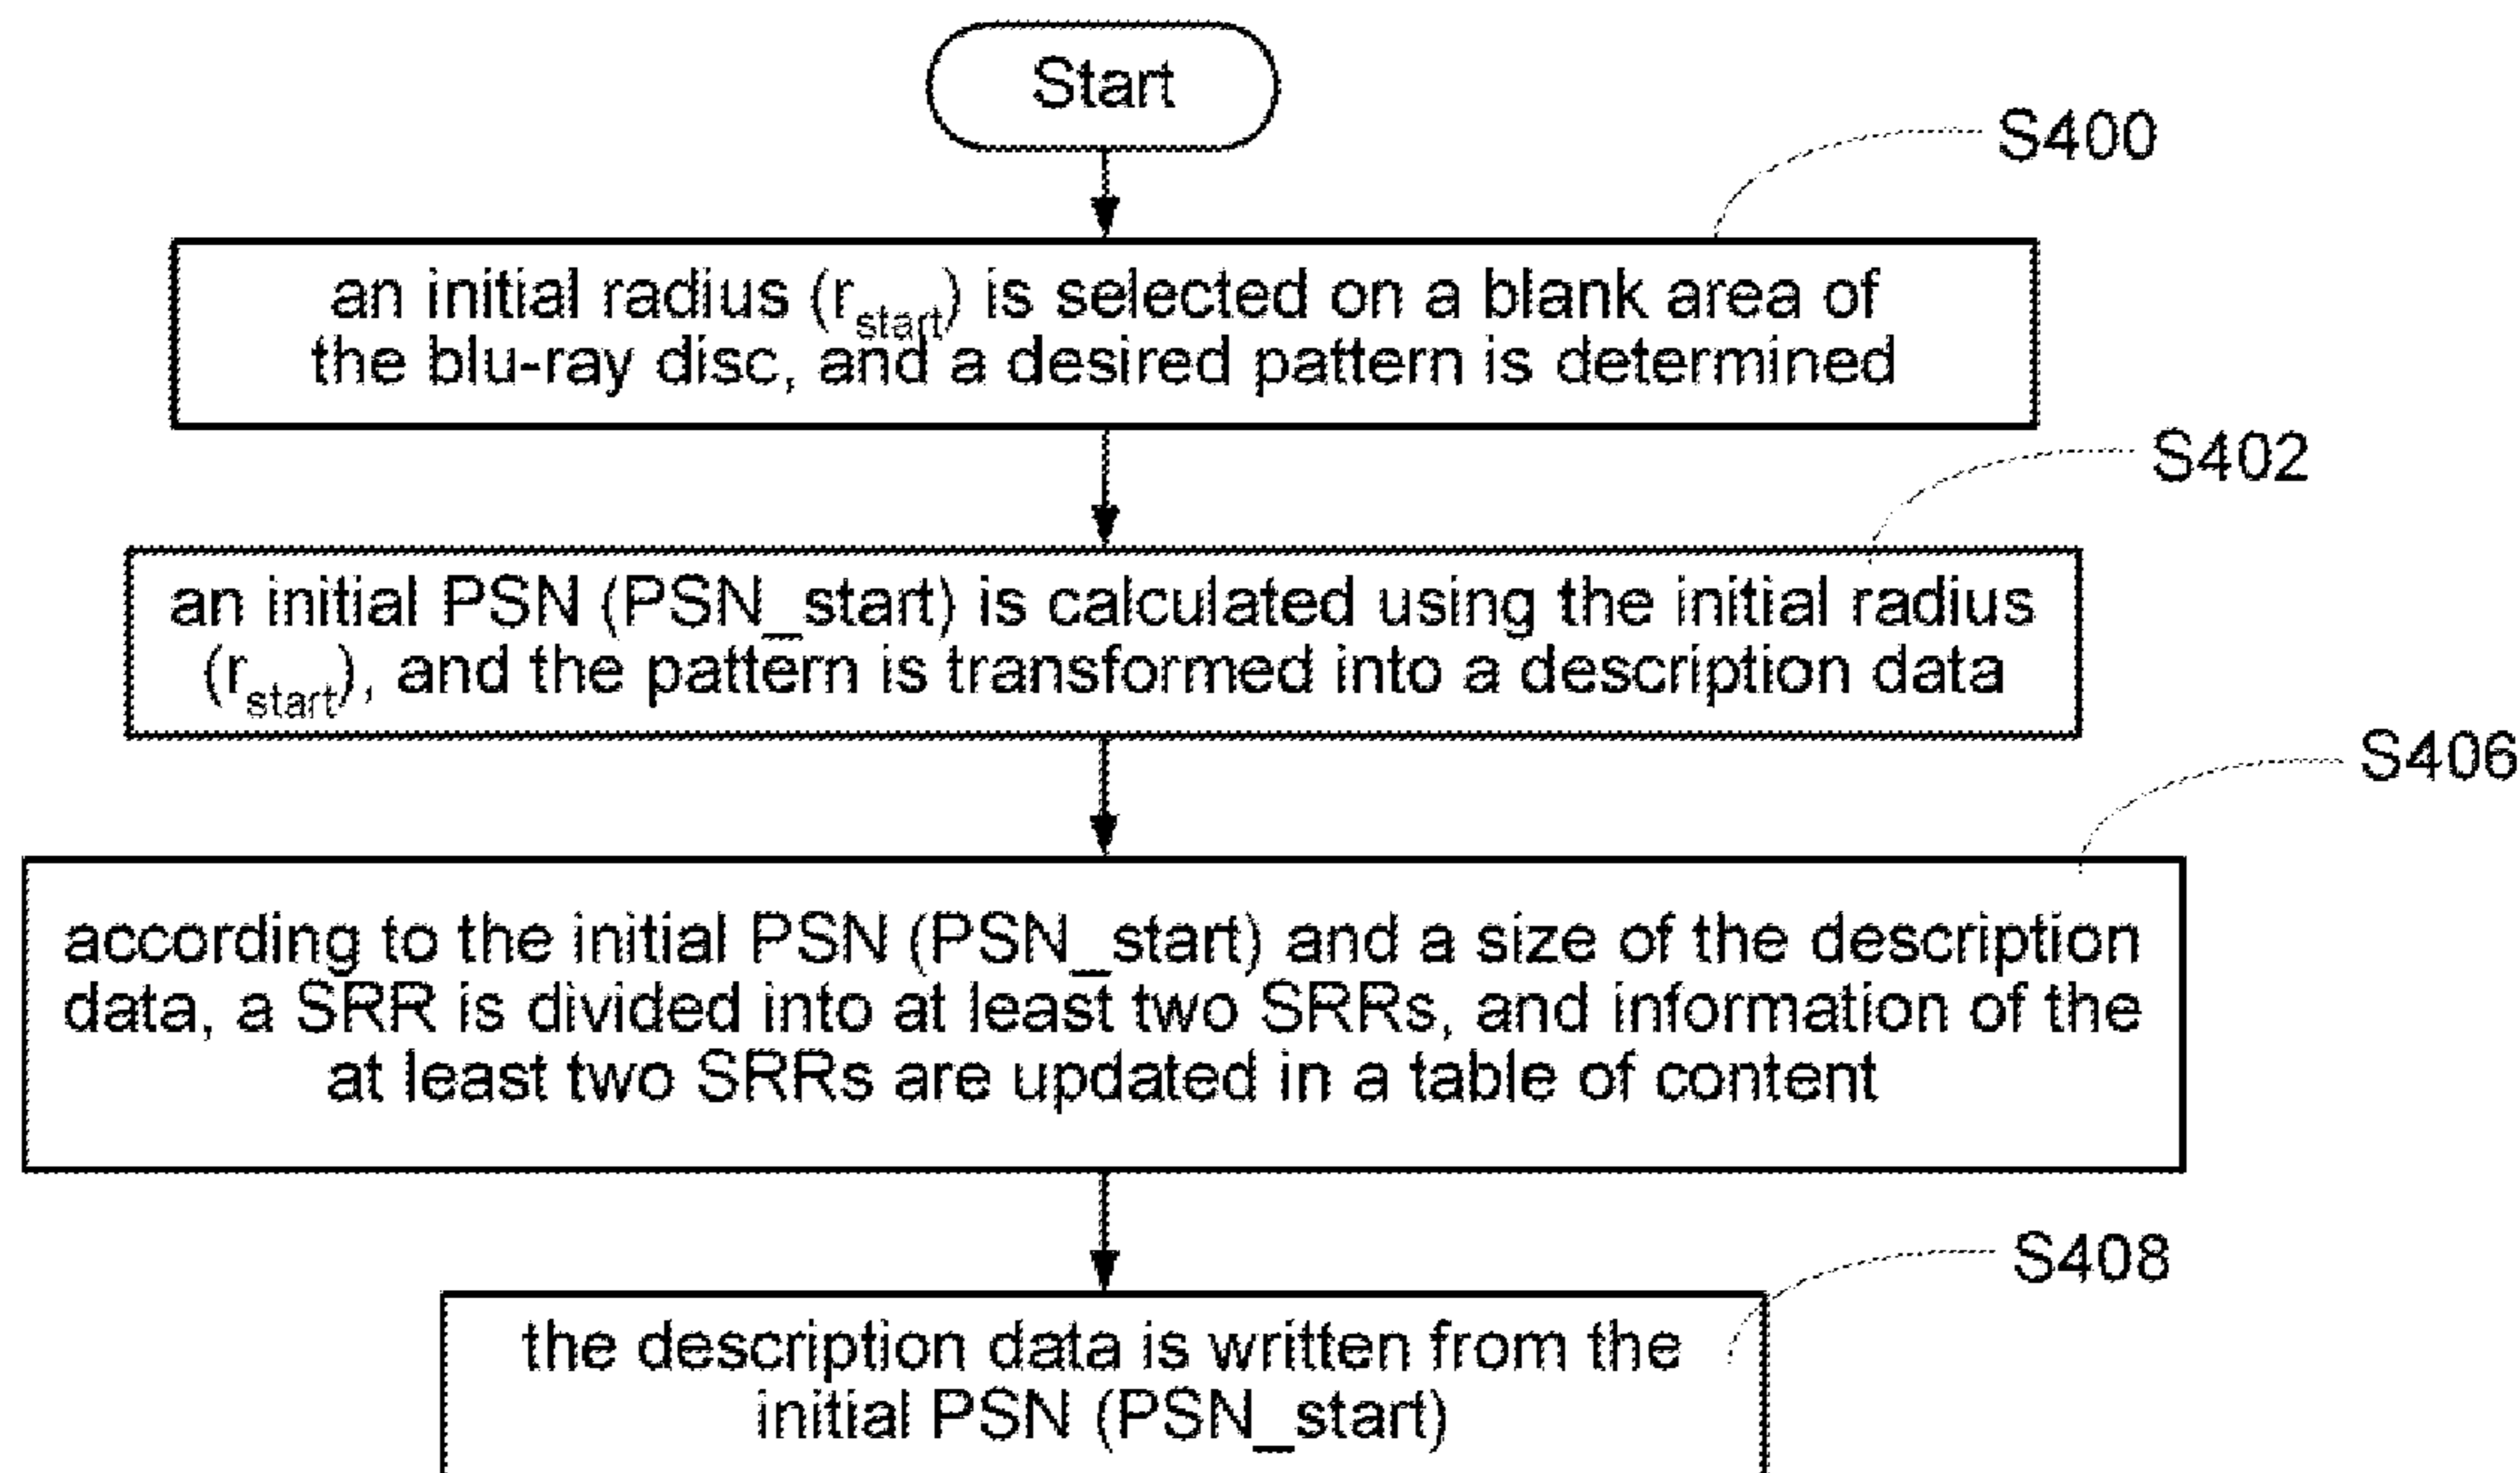 Start
S400
an initial radius (r_start) is selected on a blank area of
the blu-ray disc, and a desired pattern is determined
S402
an initial PSN (PSN_start) is calculated using the initial radius
(r_start), and the pattern is transformed into a description data
S406
according to the initial PSN (PSN_start) and a size of the description
data, a SRR is divided into at least two SRRs, and information of the
at least two SRRs are updated in a table of content
S408
the description data is written from the
initial PSN (PSN_start)